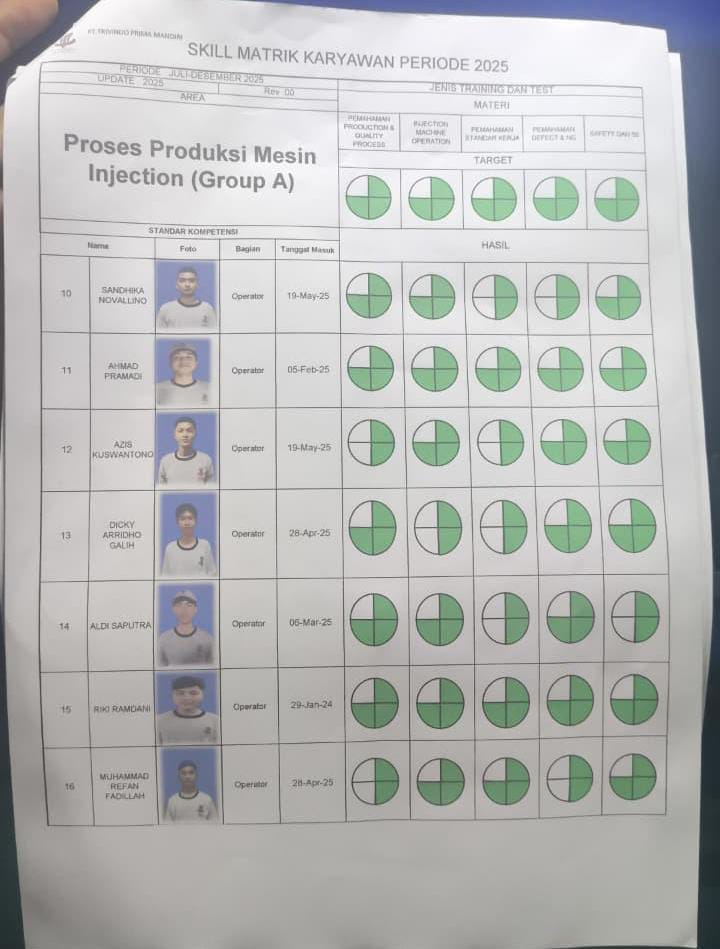 PT.TRIVINDO PRIMA MANDIRI
SKILL MATRIK KARYAWAN PERIODE 2025
PERIODE JULI-DESEMBER 2025
UPDATE 2025
Rev 00
AREA
Proses Produksi Mesin
Injection (Group A)
JENIS TRAINING DAN TEST
MATERI
PEMAHAMAN
PRODUCTION &
QUALITY
PROCESS
INJECTION
MACHINE
OPERATION
PEMAHAMAN
STANDAR KERJA
PEMAHAMAN
DEFECT & NG
SAFETY DAN 5S
TARGET
STANDAR KOMPETENSI
Name
Foto
Bagian
Tanggal Masuk
HASIL
10
SANDHIKA
NOVALLINO
Operator
19-May-25
11
AHMAD
PRAMADI
Operator
05-Feb-25
12
AZIS
KUSWANTONO
Operator
19-May-25
13
DICKY
ARRIDHO
GALIH
Operator
28-Apr-25
14
ALDI SAPUTRA
Operator
06-Mar-25
15
RIKI RAMDANI
Operator
29-Jan-24
16
MUHAMMAD
REFAN
FADILLAH
Operator
28-Apr-25